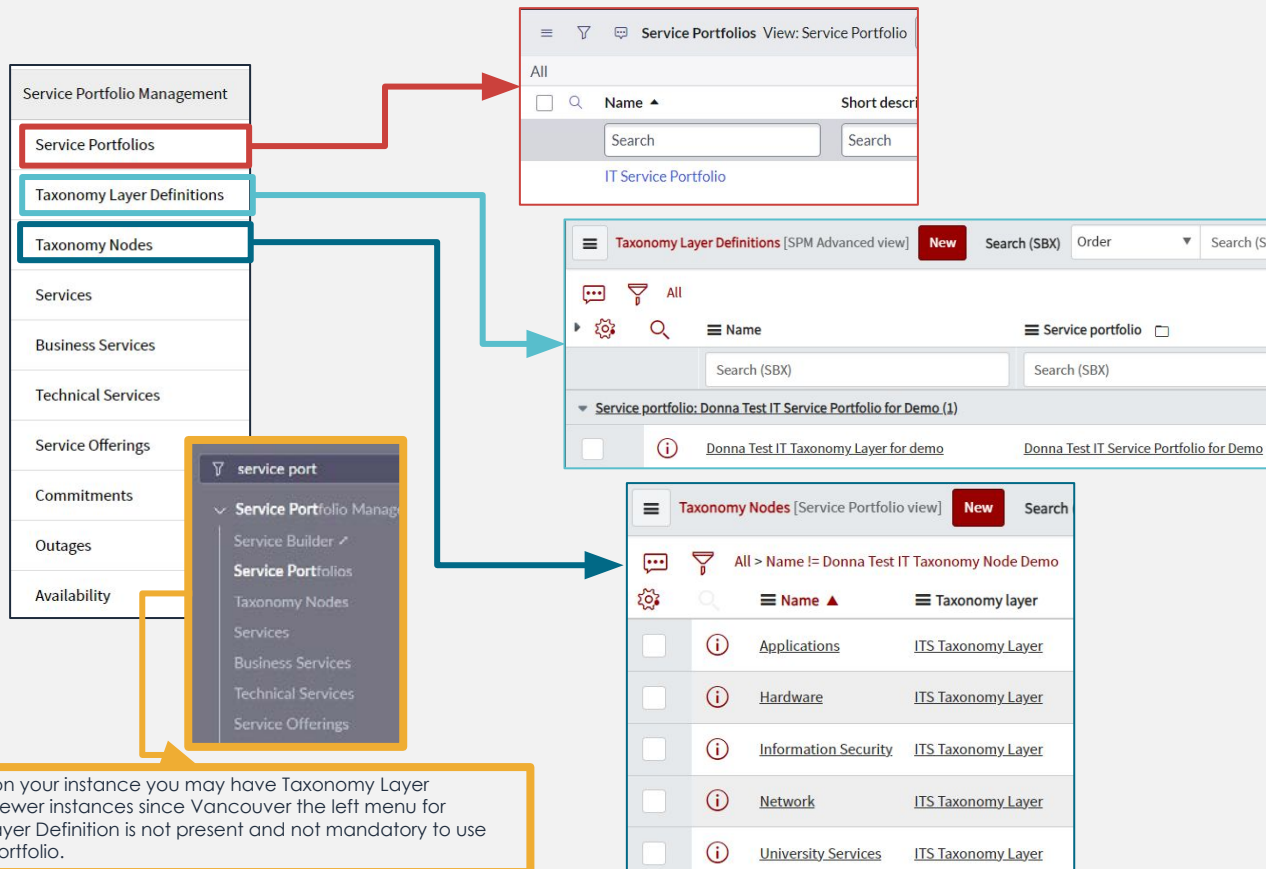 Service Portfolio Management
Service Portfolios
Taxonomy Layer Definitions
Taxonomy Nodes
Services
Business Services
Technical Services
Service Offerings
Commitments
Outages
Availability
service port
Service Portfolio Manage
Service Builder
Service Portfolios
Taxonomy Nodes
Services
Business Services
Technical Services
Service Offerings
on your instance you may have Taxonomy Layer
ewer instances since Vancouver the left menu for
ayer Definition is not present and not mandatory to use
ortfolio.
Service Portfolios View: Service Portfolio
All
Name Short descri
Search Search
IT Service Portfolio
Taxonomy Layer Definitions [SPM Advanced view] New Search (SBX) Order Search (S
All
Name Service portfolio
Search (SBX) Search (SBX)
Service portfolio: Donna Test IT Service Portfolio for Demo (1)
Donna Test IT Taxonomy Layer for demo Donna Test IT Service Portfolio for Demo
Taxonomy Nodes [Service Portfolio view] New Search
All > Name != Donna Test IT Taxonomy Node Demo
Name Taxonomy layer
Applications ITS Taxonomy Layer
Hardware ITS Taxonomy Layer
Information Security ITS Taxonomy Layer
Network ITS Taxonomy Layer
University Services ITS Taxonomy Layer